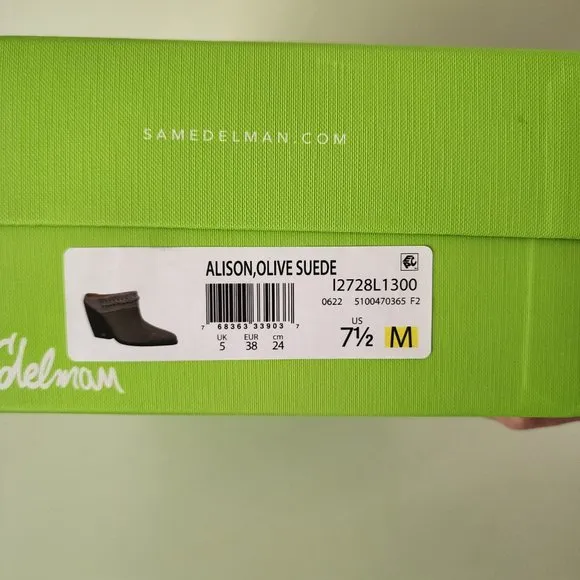 SAMEDELMAN.COM
ALISON,OLIVE SUEDE
I2728L1300
0622 5100470365 F2
7 68363 33903 7
UK EUR cm
5 38 24
US
7½ M
Edelman